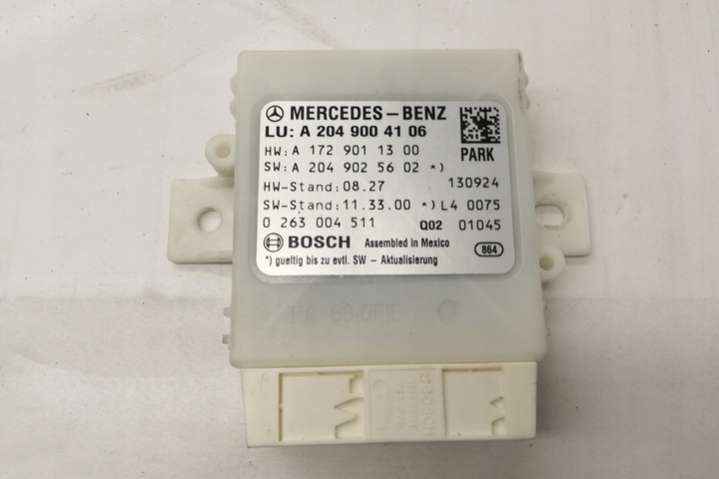 MERCEDES-BENZ
LU: A 204 900 41 06
HW: A 172 901 13 00
PARK
SW: A 204 902 56 02 *)
HW-Stand: 08.27 130924
SW-Stand: 11.33.00 *) L4 0075
0 263 004 511 Q02 01045
BOSCH Assembled in Mexico 864
*) gueltig bis zu evtl. SW - Aktualisierung